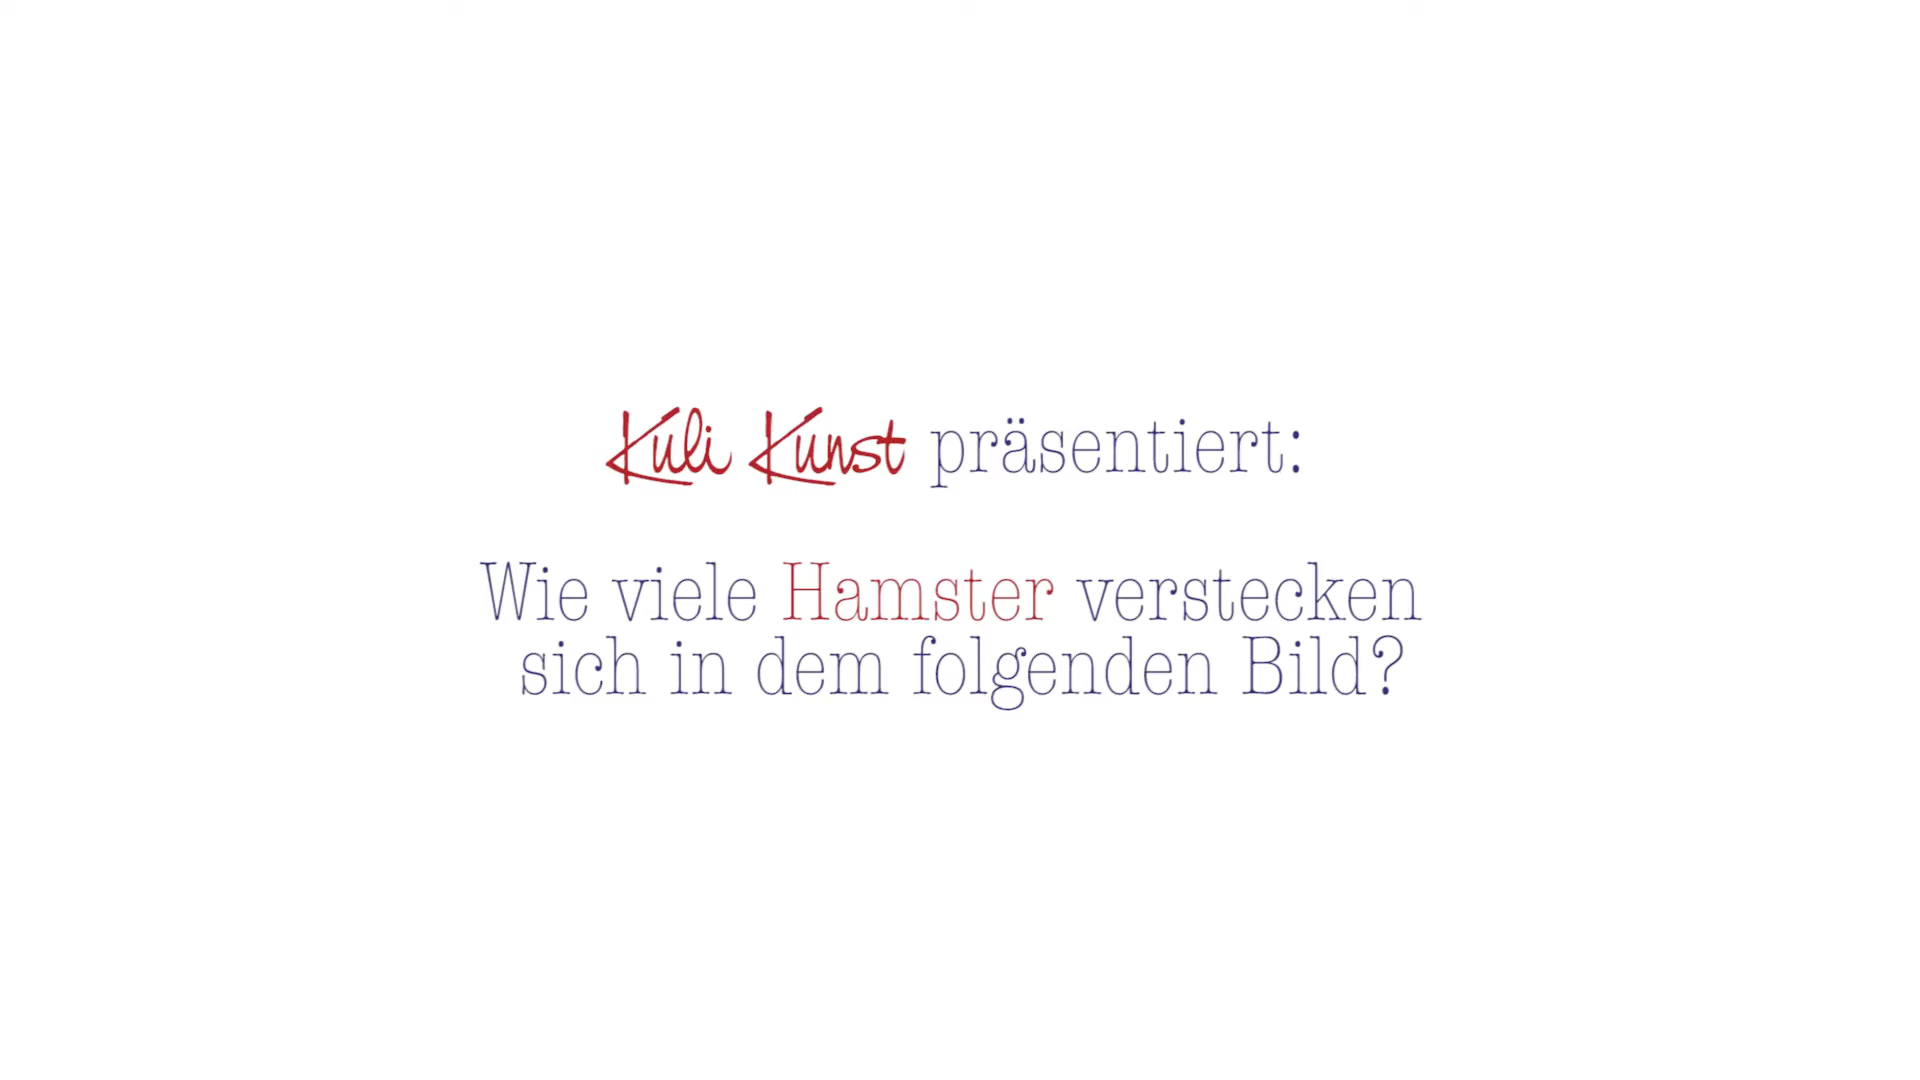 Kuli Kunst präsentiert:
Wie viele Hamster verstecken
sich in dem folgenden Bild?